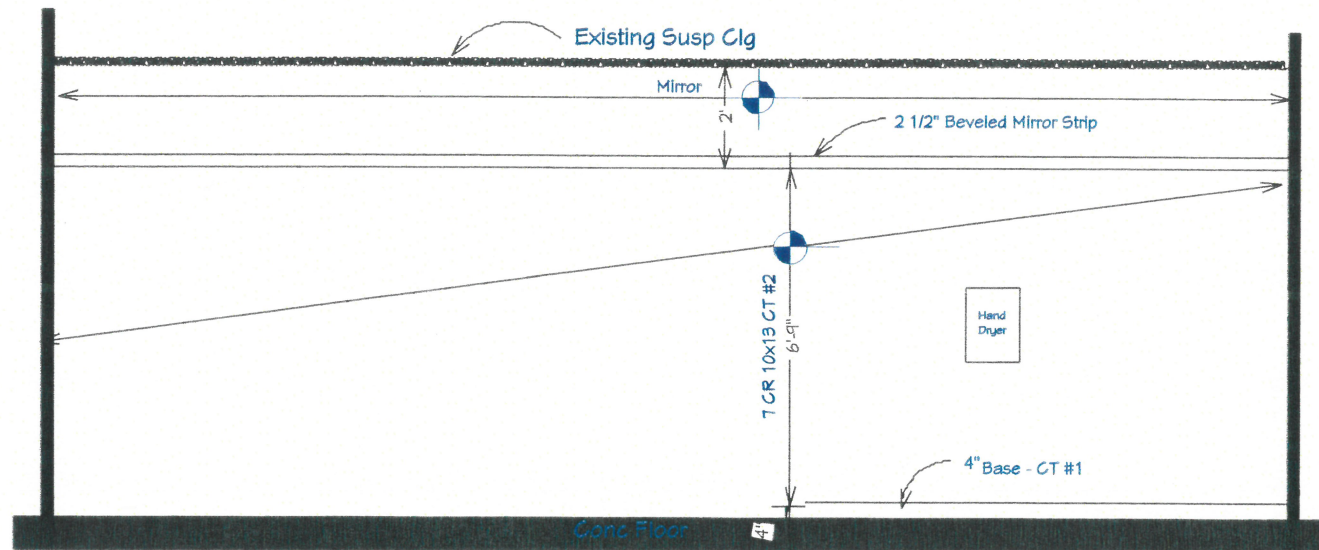 Existing Susp Clg
Mirror
2'
2 1/2" Beveled Mirror Strip
7 CR 10x13 CT #2
6'-9"
Hand
Dryer
4" Base - CT #1
Conc Floor
4"